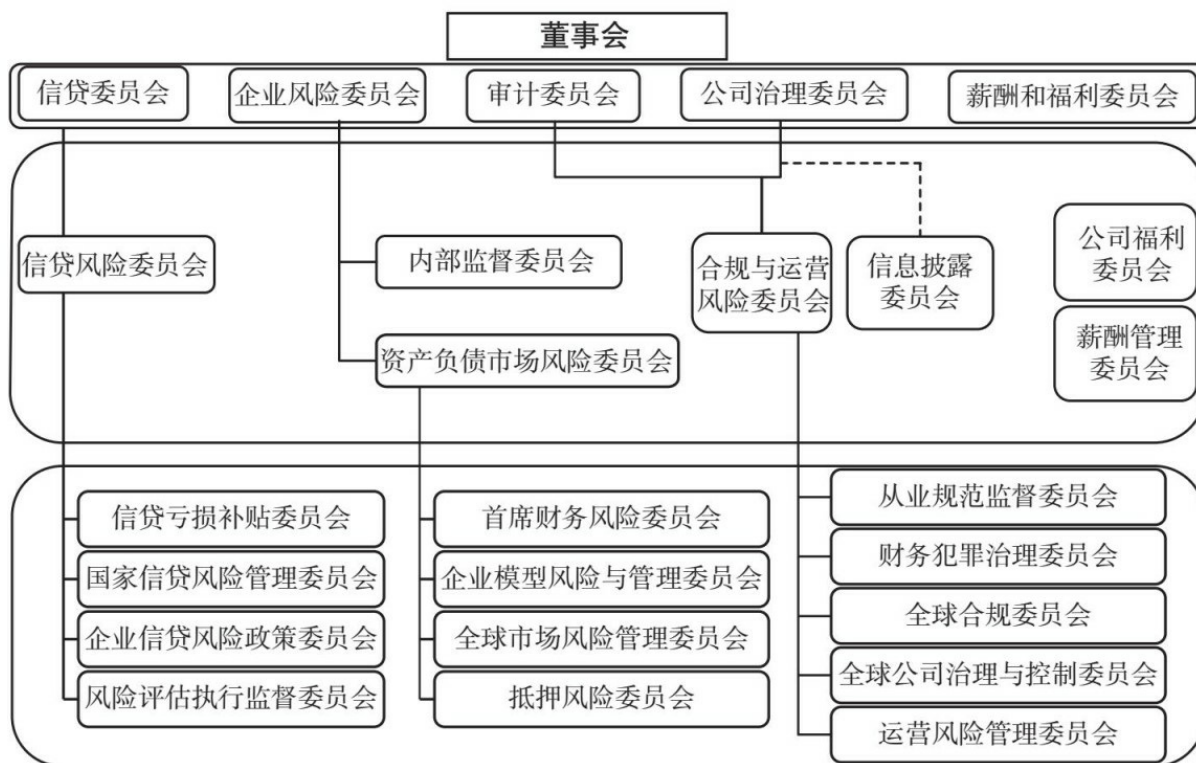 董事会
信贷委员会
企业风险委员会
审计委员会
公司治理委员会
薪酬和福利委员会
信贷风险委员会
内部监督委员会
资产负债市场风险委员会
合规与运营
风险委员会
信息披露
委员会
公司福利
委员会
薪酬管理
委员会
信贷亏损补贴委员会
国家信贷风险管理委员会
企业信贷风险政策委员会
风险评估执行监督委员会
首席财务风险委员会
企业模型风险与管理委员会
全球市场风险管理委员会
抵押风险委员会
从业规范监督委员会
财务犯罪治理委员会
全球合规委员会
全球公司治理与控制委员会
运营风险管理委员会